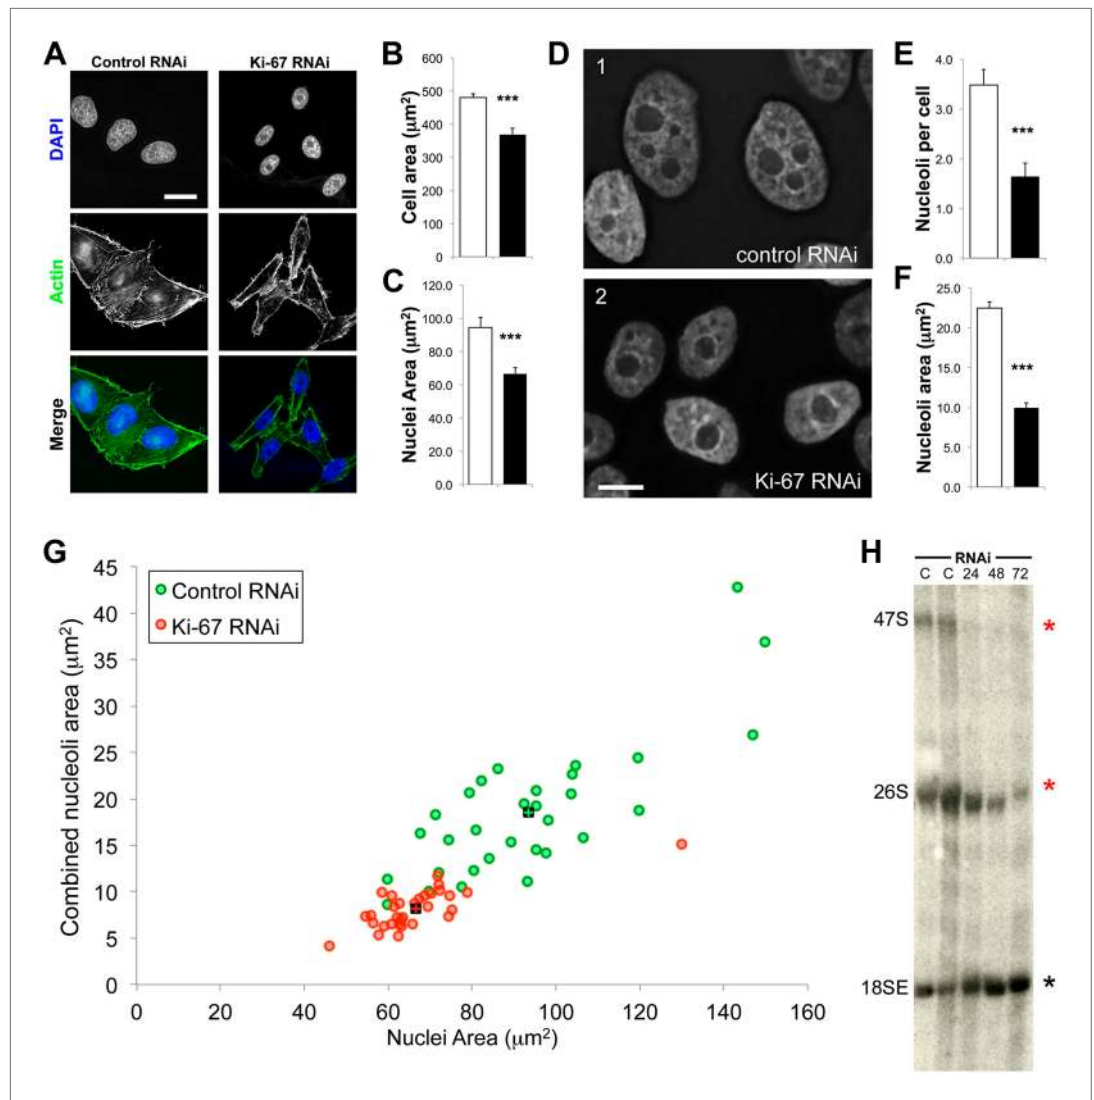 A
Control RNAi
Ki-67 RNAi
DAPI
Actin
Merge
B
Cell area (μm²)
600
500
400
300
200
100
0
***
C
Nuclei Area (μm²)
120.0
100.0
80.0
60.0
40.0
20.0
0.0
***
D
1
control RNAi
2
Ki-67 RNAi
E
Nucleoli per cell
4.0
3.0
2.0
1.0
0.0
***
F
Nucleoli area (μm²)
25.0
20.0
15.0
10.0
5.0
0.0
***
G
Combined nucleoli area (μm²)
45
40
35
30
25
20
15
10
5
0
Control RNAi
Ki-67 RNAi
0 20 40 60 80 100 120 140 160
Nuclei Area (μm²)
H
RNAi
C C 24 48 72
47S *
26S *
18SE *